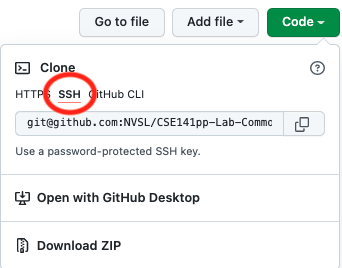 Go to file Add file Code
Clone
HTTPS SSH GitHub CLI
git@github.com:NVSL/CSE141pp-Lab-Commo
Use a password-protected SSH key.
Open with GitHub Desktop
Download ZIP